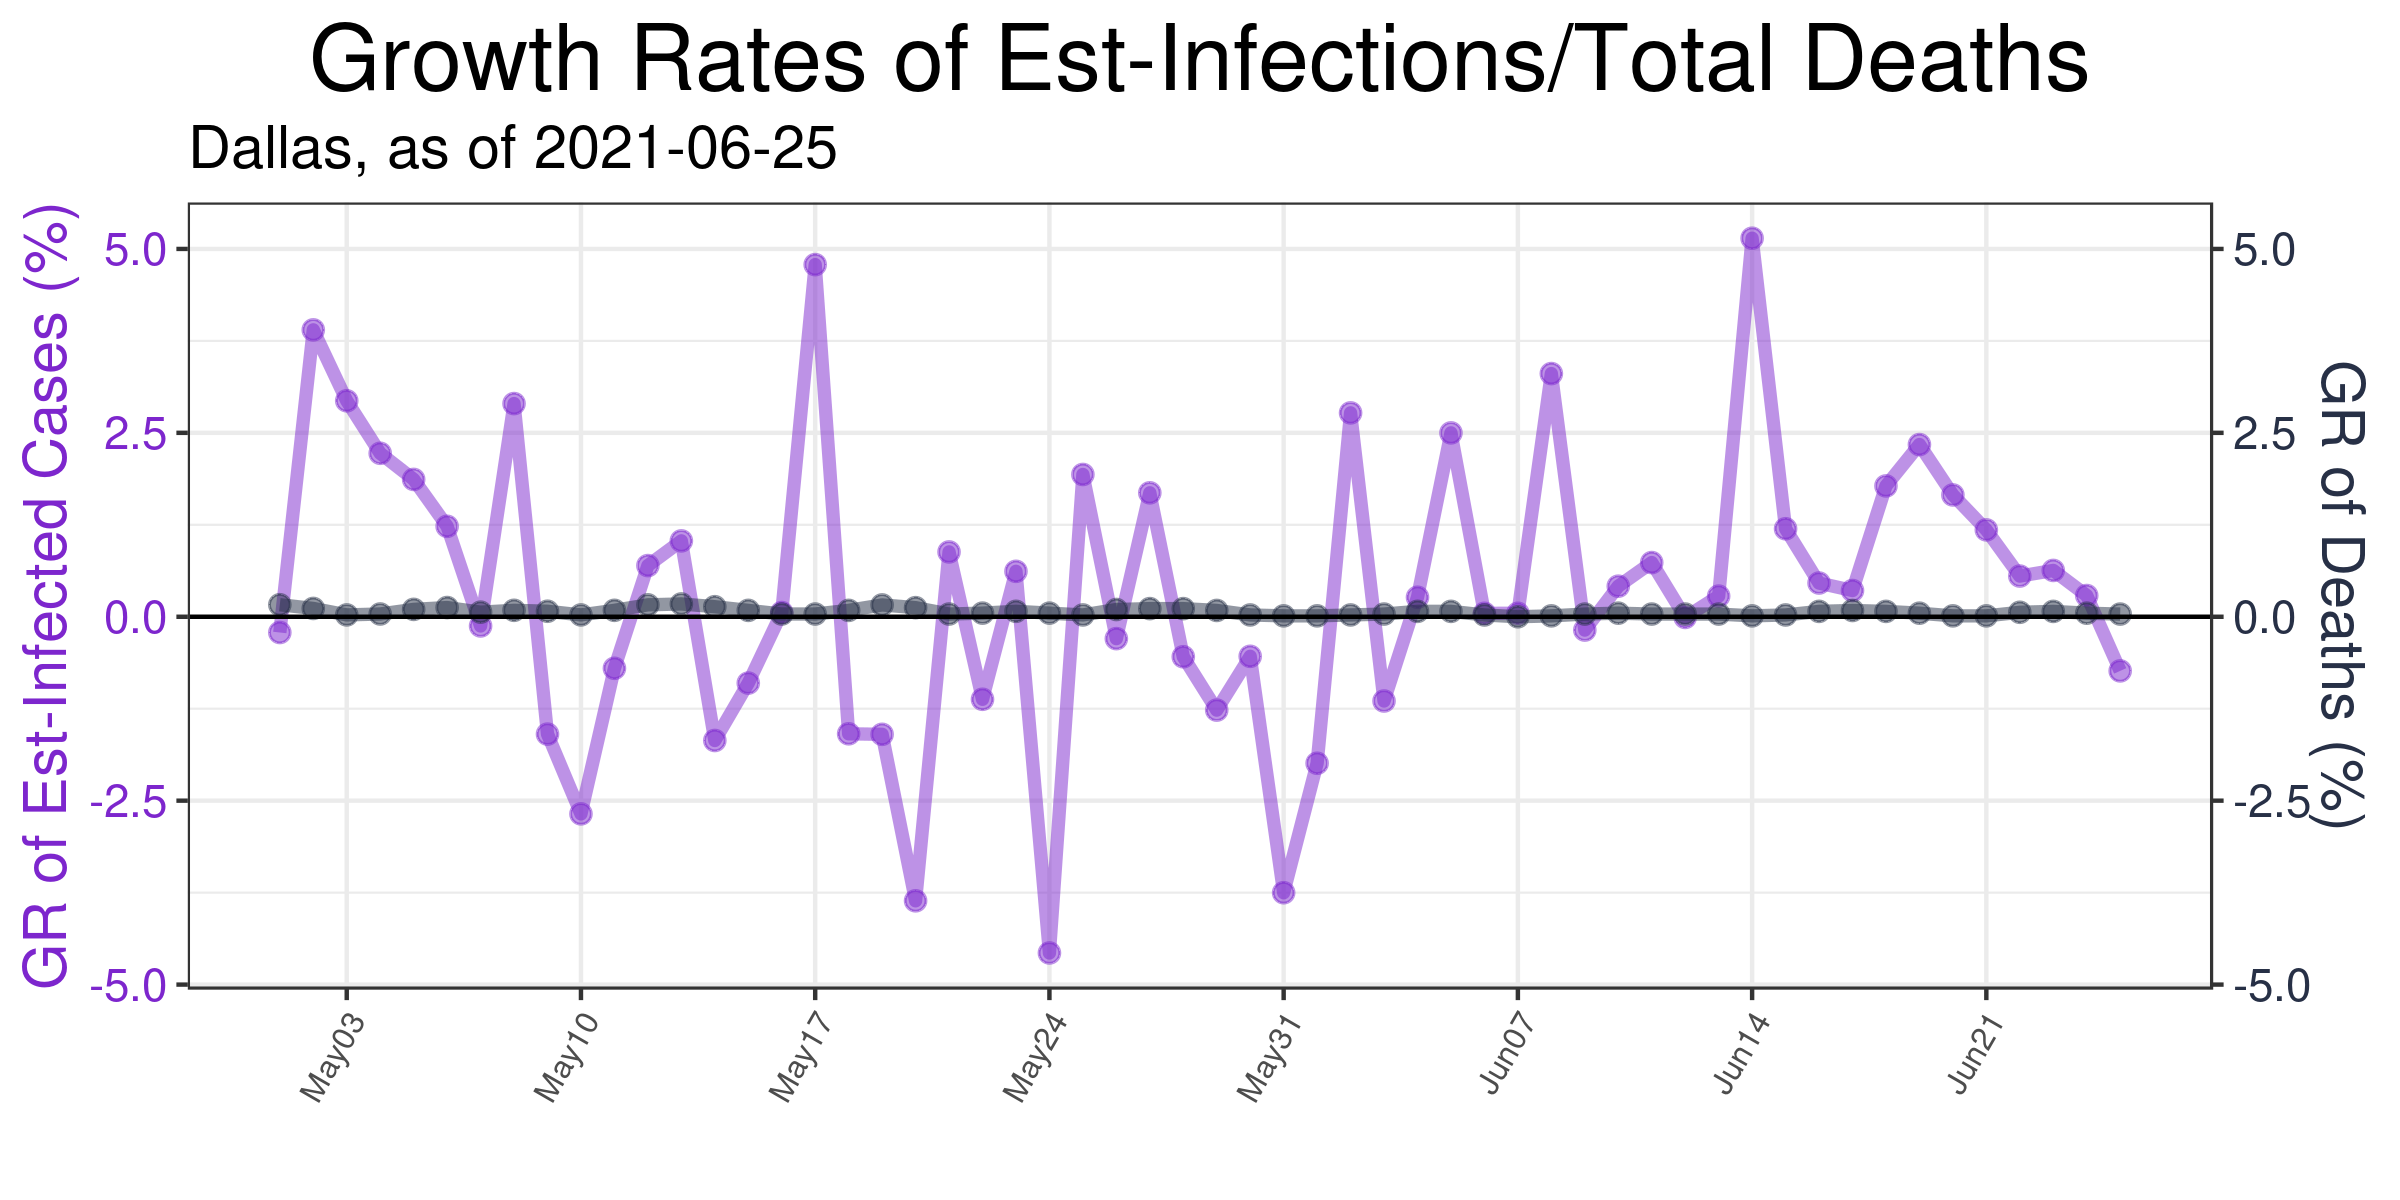 Growth Rates of Est-Infections/Total Deaths
Dallas, as of 2021-06-25
GR of Est-Infected Cases (%)
5.0
2.5
0.0
-2.5
-5.0
5.0
2.5
0.0
-2.5
-5.0
GR of Deaths (%)
May03
May10
May17
May24
May31
Jun07
Jun14
Jun21